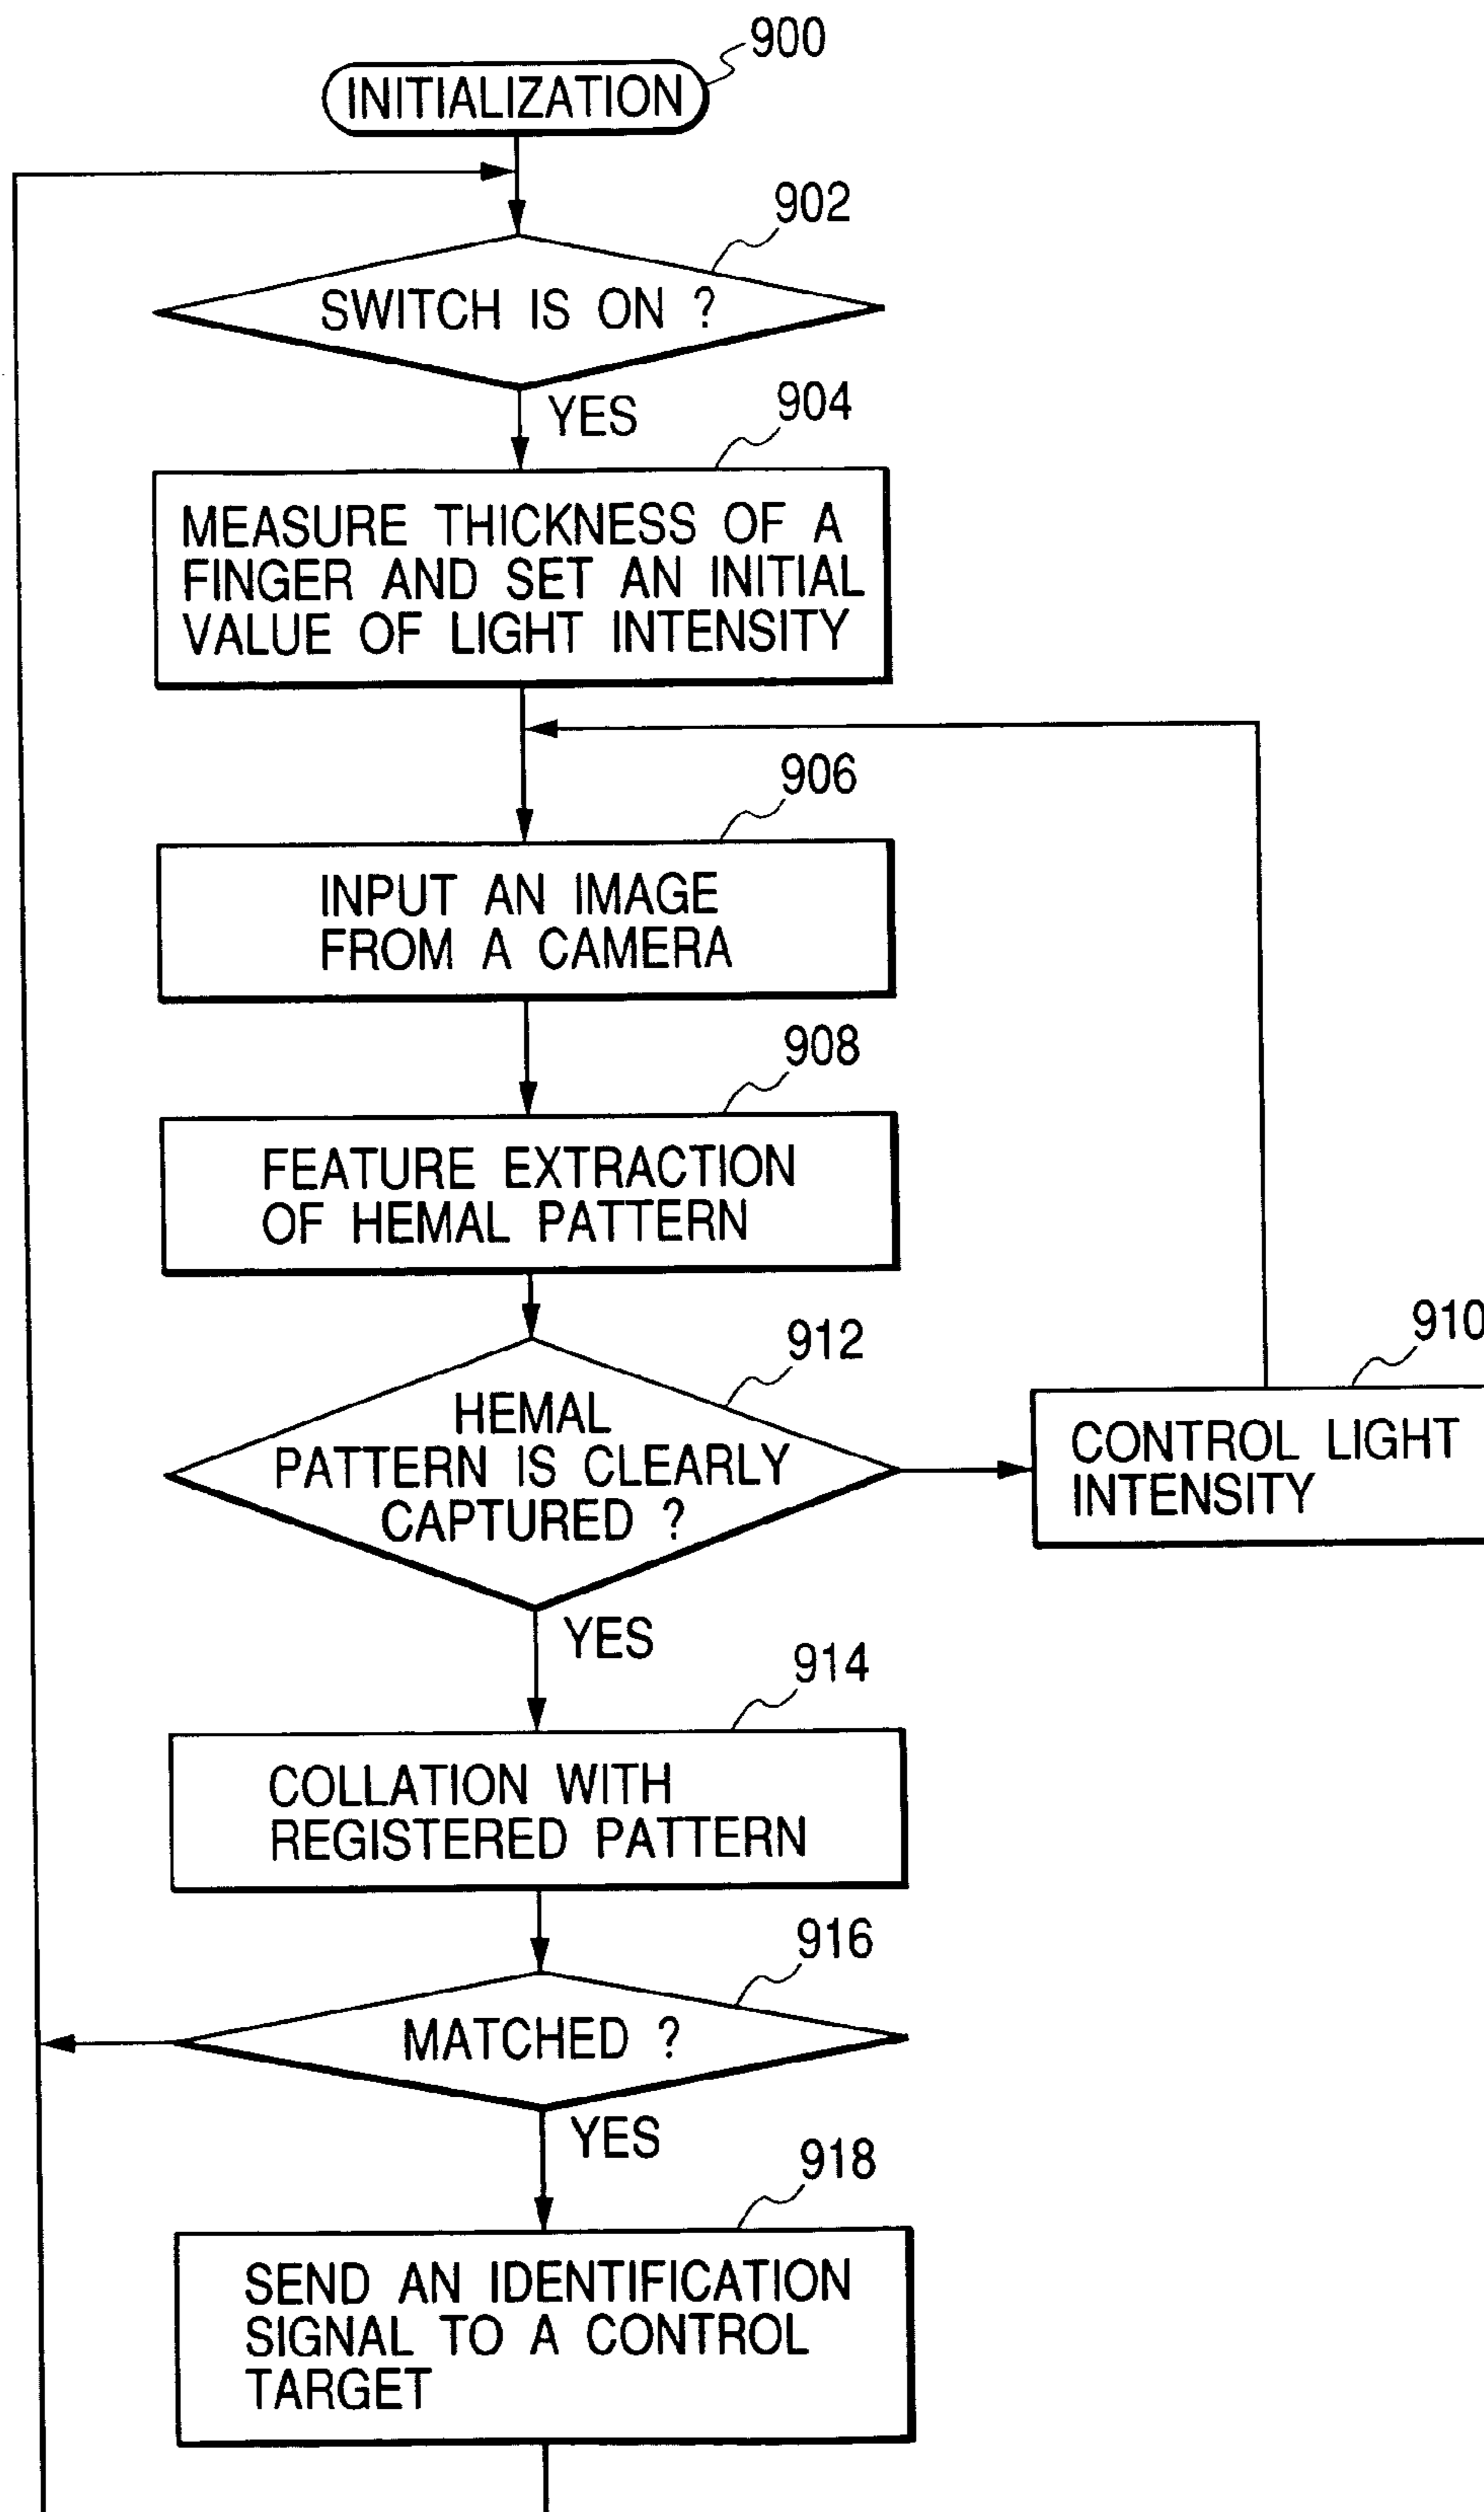 900
INITIALIZATION
902
SWITCH IS ON ?
YES
904
MEASURE THICKNESS OF A
FINGER AND SET AN INITIAL
VALUE OF LIGHT INTENSITY
906
INPUT AN IMAGE
FROM A CAMERA
908
FEATURE EXTRACTION
OF HEMAL PATTERN
912
HEMAL
PATTERN IS CLEARLY
CAPTURED ?
910
CONTROL LIGHT
INTENSITY
YES
914
COLLATION WITH
REGISTERED PATTERN
916
MATCHED ?
YES
918
SEND AN IDENTIFICATION
SIGNAL TO A CONTROL
TARGET